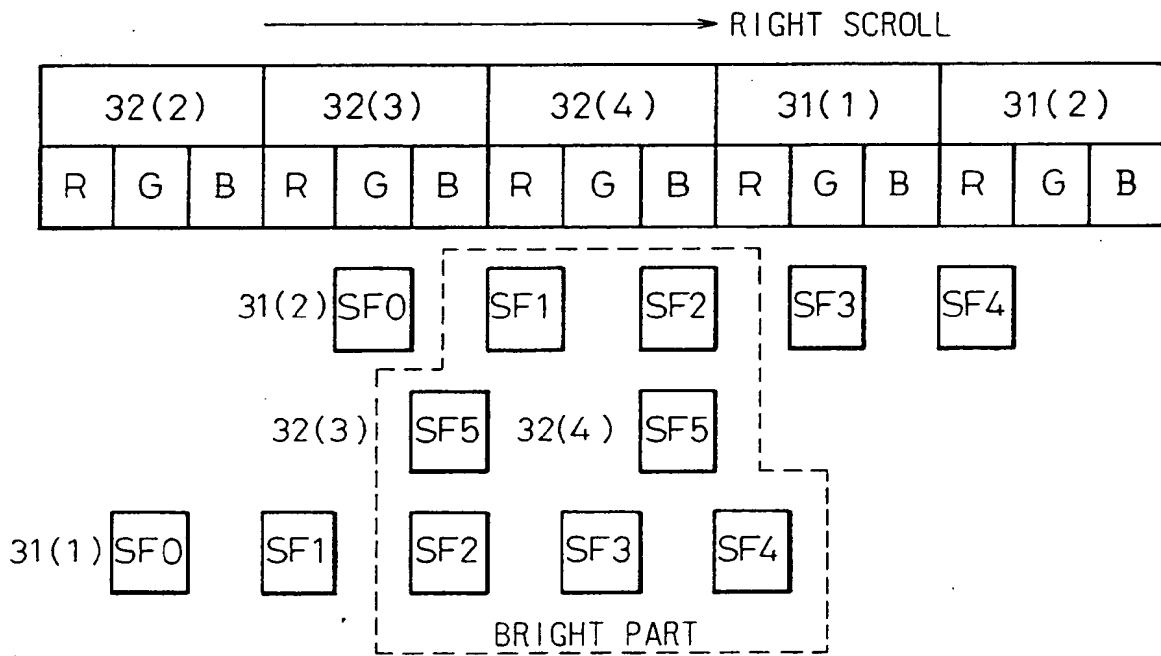 RIGHT SCROLL
32(2) 32(3) 32(4) 31(1) 31(2)
R G B R G B R G B R G B R G B
31(2) SF0 SF1 SF2 SF3 SF4
32(3) SF5 32(4) SF5
31(1) SF0 SF1 SF2 SF3 SF4
BRIGHT PART